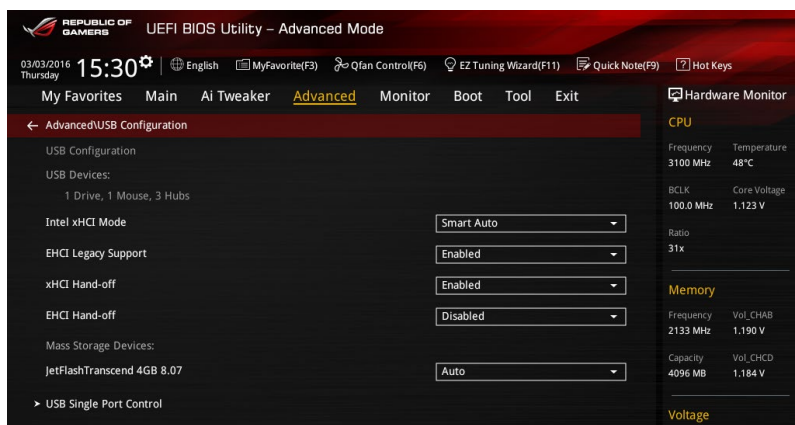 REPUBLIC OF
GAMERS
UEFI BIOS Utility – Advanced Mode
03/03/2016
Thursday
15:30
English
MyFavorite(F3)
Qfan Control(F6)
EZ Tuning Wizard(F11)
Quick Note(F9)
? Hot Keys
My Favorites Main Ai Tweaker Advanced Monitor Boot Tool Exit
Hardware Monitor
← Advanced\USB Configuration
USB Configuration
USB Devices:
1 Drive, 1 Mouse, 3 Hubs
Intel xHCI Mode Smart Auto
EHCI Legacy Support Enabled
xHCI Hand-off Enabled
EHCI Hand-off Disabled
Mass Storage Devices:
JetFlashTranscend 4GB 8.07 Auto
USB Single Port Control
CPU
Frequency Temperature
3100 MHz 48°C
BCLK Core Voltage
100.0 MHz 1.123 V
Ratio
31x
Memory
Frequency Vol_CHAB
2133 MHz 1.190 V
Capacity Vol_CHCD
4096 MB 1.184 V
Voltage